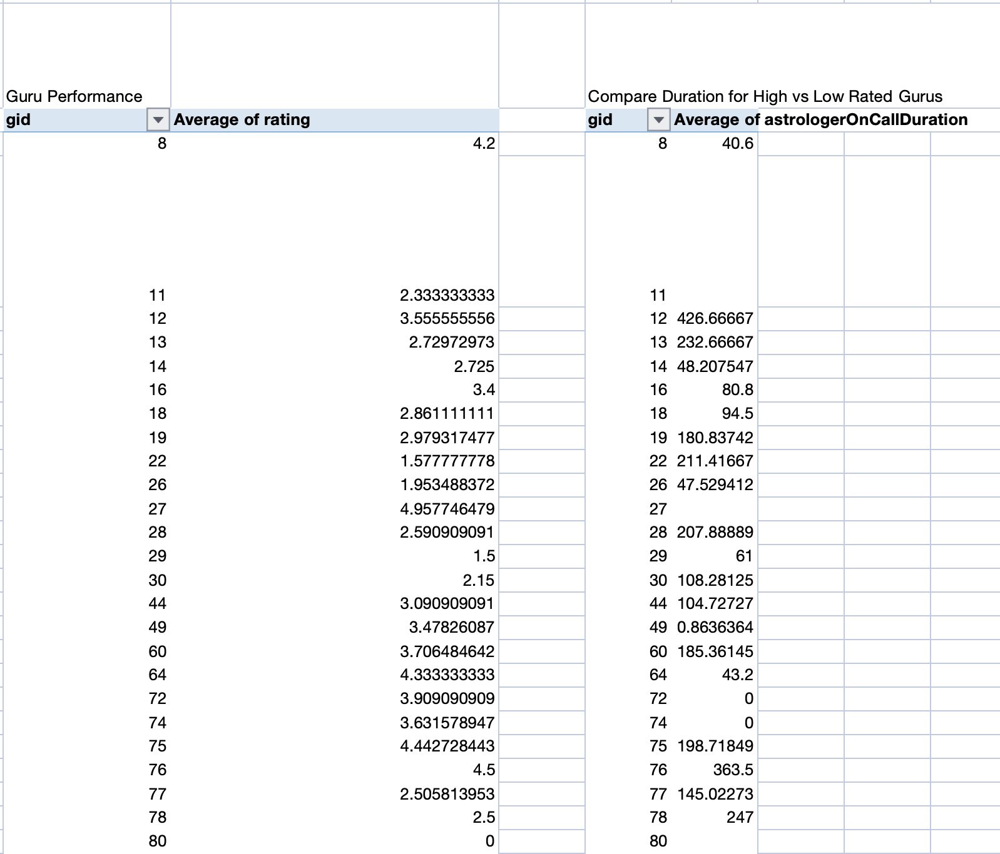 Guru Performance Compare Duration for High vs Low Rated Gurus
gid Average of rating gid Average of astrologerOnCallDuration
8 4.2 8 40.6
11 2.333333333 11
12 3.555555556 12 426.66667
13 2.72972973 13 232.66667
14 2.725 14 48.207547
16 3.4 16 80.8
18 2.861111111 18 94.5
19 2.979317477 19 180.83742
22 1.577777778 22 211.41667
26 1.953488372 26 47.529412
27 4.957746479 27
28 2.590909091 28 207.88889
29 1.5 29 61
30 2.15 30 108.28125
44 3.090909091 44 104.72727
49 3.47826087 49 0.8636364
60 3.706484642 60 185.36145
64 4.333333333 64 43.2
72 3.909090909 72 0
74 3.631578947 74 0
75 4.442728443 75 198.71849
76 4.5 76 363.5
77 2.505813953 77 145.02273
78 2.5 78 247
80 0 80